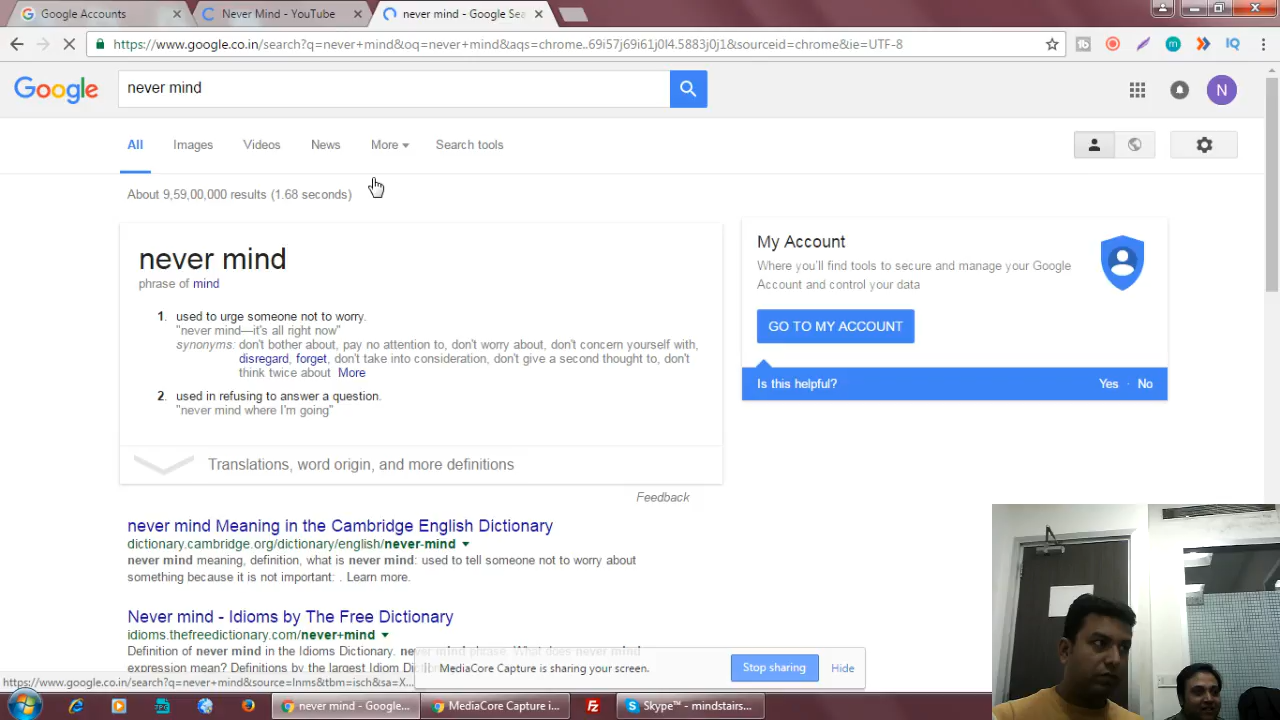 Google Accounts
Never Mind - YouTube
never mind - Google Sea
https://www.google.co.in/search?q=never+mind&oq=never+mind&aqs=chrome..69i57j69i61j0l4.5883j0j1&sourceid=chrome&ie=UTF-8
Google
never mind
N
All
Images
Videos
News
More
Search tools
About 9,59,00,000 results (1.68 seconds)
never mind
phrase of mind
1. used to urge someone not to worry.
"never mind—it's all right now"
synonyms: don't bother about, pay no attention to, don't worry about, don't concern yourself with,
disregard, forget, don't take into consideration, don't give a second thought to, don't
think twice about More
2. used in refusing to answer a question.
"never mind where I'm going"
Translations, word origin, and more definitions
Feedback
My Account
Where you'll find tools to secure and manage your Google
Account and control your data
GO TO MY ACCOUNT
Is this helpful?
Yes · No
never mind Meaning in the Cambridge English Dictionary
dictionary.cambridge.org/dictionary/english/never-mind
never mind meaning, definition, what is never mind: used to tell someone not to worry about
something because it is not important: . Learn more.
Never mind - Idioms by The Free Dictionary
idioms.thefreedictionary.com/never+mind
Definition of never mind in the Idioms Dictionary. never mind phrase. What does never mind
expression mean? Definitions by the largest Idiom Di
MediaCore Capture is sharing your screen.
Stop sharing
Hide
https://www.google.co.in/search?q=never+mind&source=lnms&tbm=isch&sa=X...
never mind - Google...
MediaCore Capture i...
Skype™ - mindstairs...